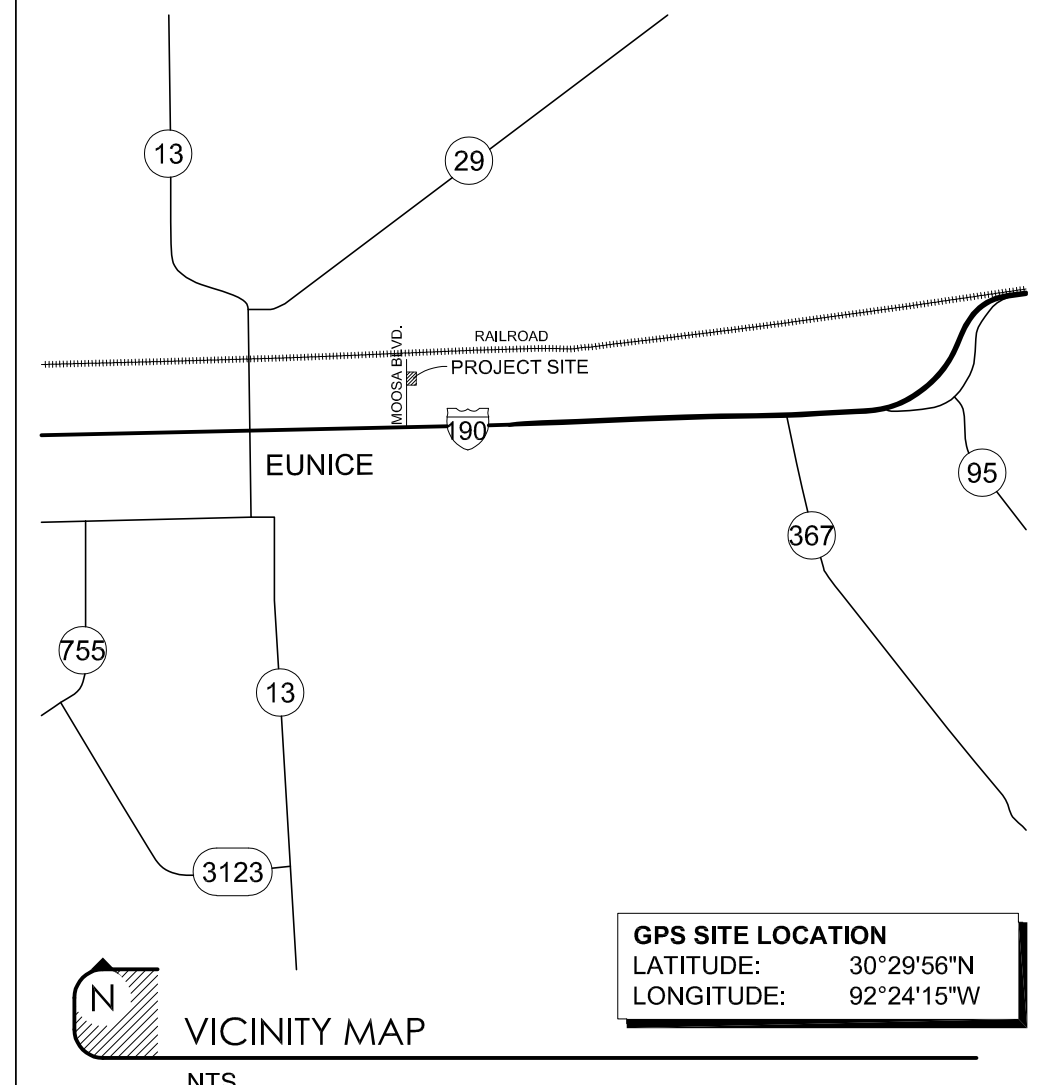 13
29
RAILROAD
MOOSA BLVD.
PROJECT SITE
190
EUNICE
95
367
755
13
3123
GPS SITE LOCATION
LATITUDE: 30°29'56"N
LONGITUDE: 92°24'15"W
N
VICINITY MAP
NTS